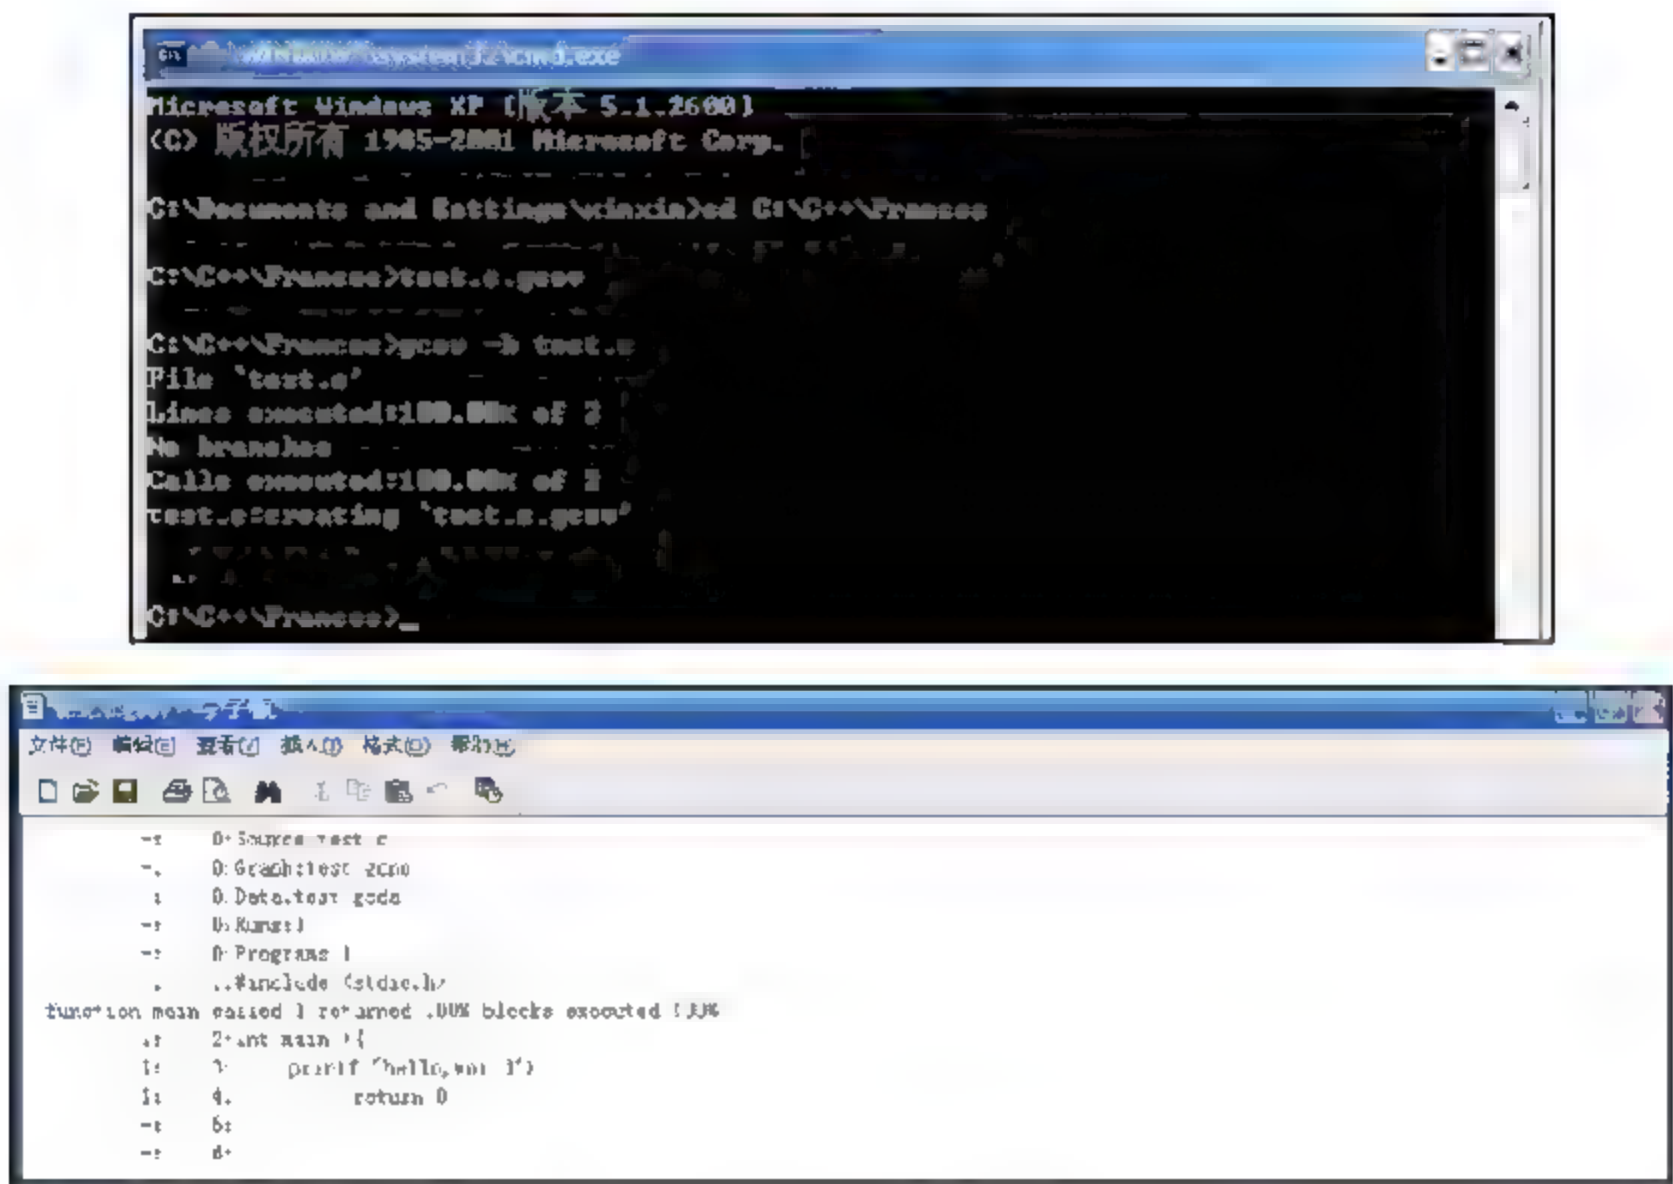 system32\cmd.exe
Microsoft Windows XP [版本 5.1.2600]
(C) 版权所有 1985-2001 Microsoft Corp.
C:\Documents and Settings\xinxin>cd C:\C++\Frances
C:\C++\Frances>test.c.gcov
C:\C++\Frances>gcov -b test.c
File 'test.c'
Lines executed:100.00% of 3
No branches
Calls executed:100.00% of 2
test.c:creating 'test.c.gcov'
C:\C++\Frances>_
写字板
文件(F) 编辑(E) 查看(V) 插入(I) 格式(O) 帮助(H)
-: 0:Source:test.c
-: 0:Graph:test.gcno
-: 0:Data:test.gcda
-: 0:Runs:1
-: 0:Programs:1
#include <stdio.h>
function main called 1 returned 100% blocks executed 100%
1: 2:int main(){
1: 3: printf("hello,
1: 4: return 0
-: 5:
-: 6: